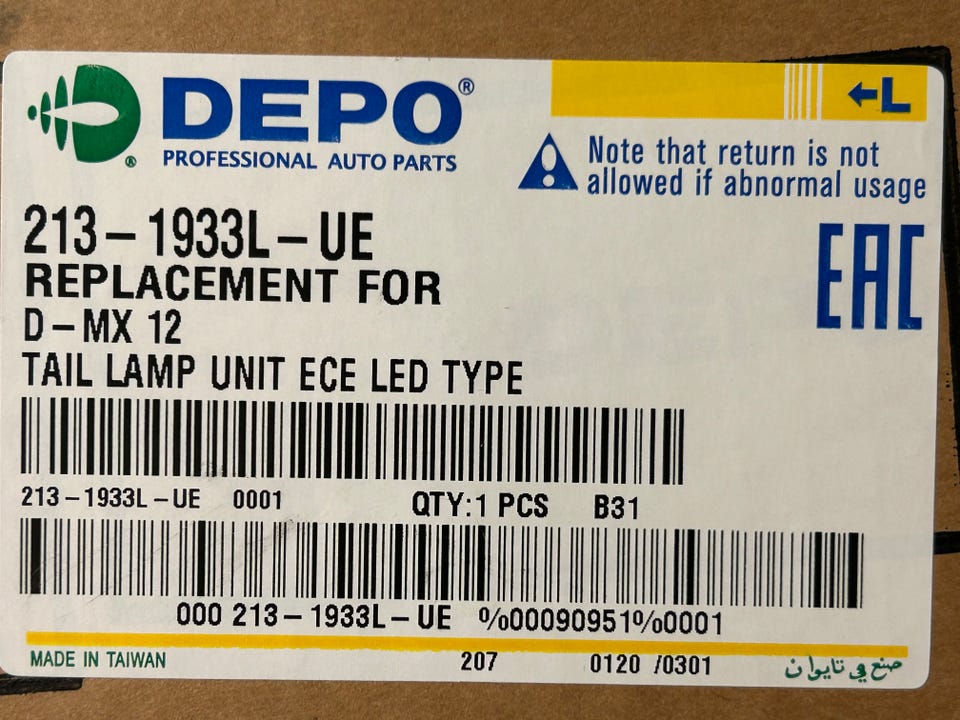 DEPO®
PROFESSIONAL AUTO PARTS
®
←L
Note that return is not
allowed if abnormal usage
EAC
213-1933L-UE
REPLACEMENT FOR
D-MX 12
TAIL LAMP UNIT ECE LED TYPE
213-1933L-UE 0001 QTY:1 PCS B31
000 213-1933L-UE %00090951%0001
MADE IN TAIWAN 207 0120 /0301 صنع في تايوان